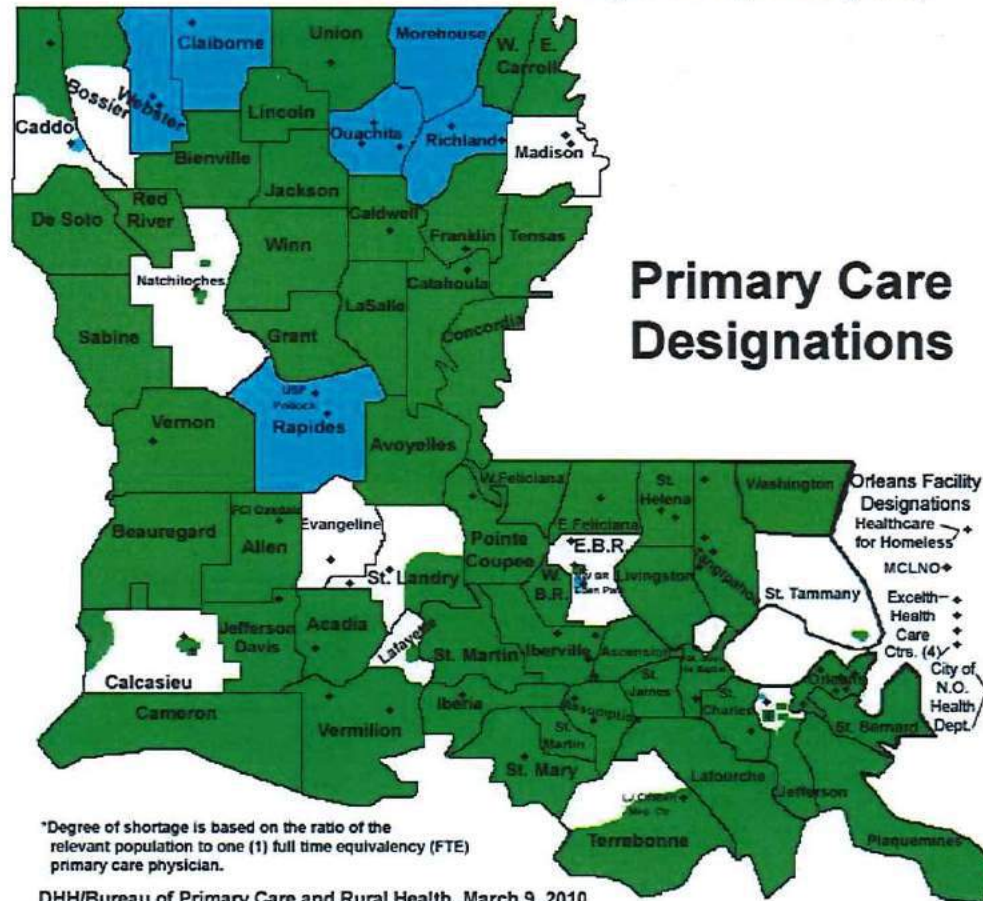 Claiborne
Union
Morehouse
W.
E.
Carroll
Bossier
Webster
Lincoln
Caddo
Ouachita
Richland
Madison
Bienville
Jackson
De Soto
Red
River
Caldwell
Franklin
Tensas
Winn
Natchitoches
Catahoula
LaSalle
Concordia
Primary Care
Designations
Sabine
Grant
USP
Pollock
Rapides
Vernon
Avoyelles
W.Feliciana
St.
Helena
Washington
Orleans Facility
Designations
Healthcare
for Homeless
MCLNO
Excelth
Health
Care
Ctrs. (4)
City of
N.O.
Health
Dept.
Beauregard
FCI Oakdale
Allen
Evangeline
E.Feliciana
E.B.R.
Pointe
Coupee
W.
B.R.
Livingston
Tangipahoa
St. Landry
St. Tammany
Jefferson
Davis
Acadia
Lafayette
St. Martin
Iberville
Ascension
Calcasieu
St.
James
St.
Charles
Orleans
Cameron
Vermilion
Iberia
Assumption
St.
Martin
St. Bernard
St. Mary
Lafourche
Jefferson
Terrebonne
Plaquemines
*Degree of shortage is based on the ratio of the
relevant population to one (1) full time equivalency (FTE)
primary care physician.
DHH/Bureau of Primary Care and Rural Health, March 9, 2010